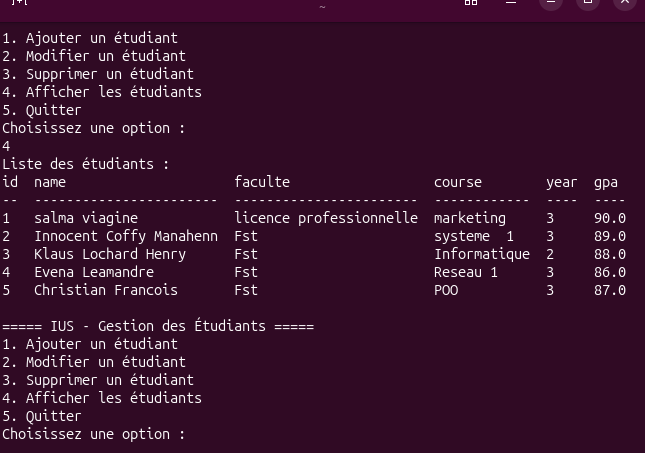 ~
1. Ajouter un étudiant
2. Modifier un étudiant
3. Supprimer un étudiant
4. Afficher les étudiants
5. Quitter
Choisissez une option :
4
Liste des étudiants :
id  name                     faculte                  course        year  gpa
--  -----------------------  -----------------------  ------------  ----  ----
1   salma viagine            licence professionnelle  marketing     3     90.0
2   Innocent Coffy Manahenn  Fst                      systeme  1    3     89.0
3   Klaus Lochard Henry      Fst                      Informatique  2     88.0
4   Evena Leamandre          Fst                      Reseau 1      3     86.0
5   Christian Francois       Fst                      POO           3     87.0
===== IUS - Gestion des Étudiants =====
1. Ajouter un étudiant
2. Modifier un étudiant
3. Supprimer un étudiant
4. Afficher les étudiants
5. Quitter
Choisissez une option :